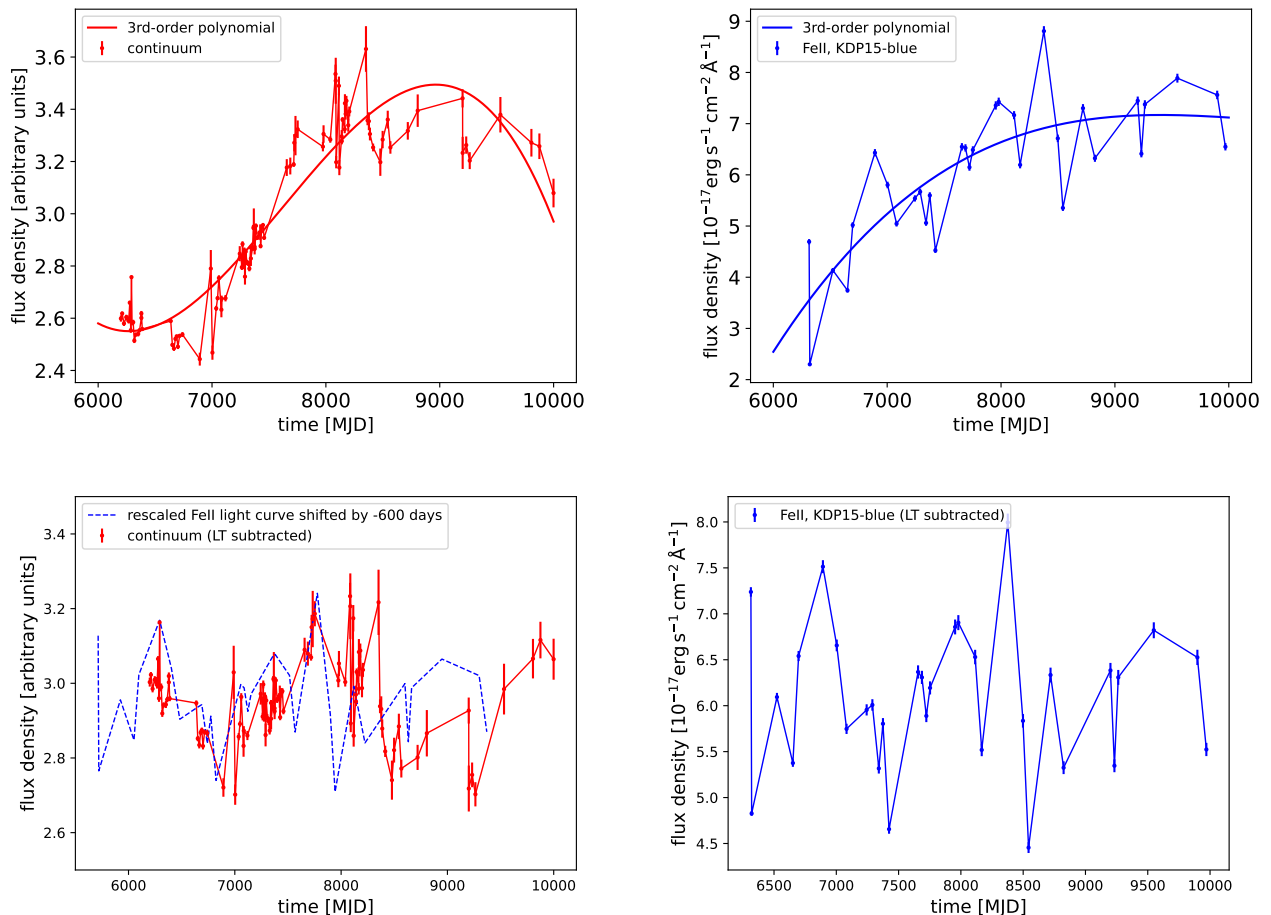 3rd-order polynomial
continuum
flux density [arbitrary units]
3.6
3.4
3.2
3.0
2.8
2.6
2.4
6000 7000 8000 9000 10000
time [MJD]
3rd-order polynomial
FeII, KDP15-blue
flux density [10⁻¹⁷erg s⁻¹ cm⁻² Å⁻¹]
9
8
7
6
5
4
3
2
6000 7000 8000 9000 10000
time [MJD]
rescaled FeII light curve shifted by -600 days
continuum (LT subtracted)
flux density [arbitrary units]
3.4
3.2
3.0
2.8
2.6
6000 7000 8000 9000 10000
time [MJD]
FeII, KDP15-blue (LT subtracted)
flux density [10⁻¹⁷erg s⁻¹ cm⁻² Å⁻¹]
8.0
7.5
7.0
6.5
6.0
5.5
5.0
4.5
6500 7000 7500 8000 8500 9000 9500 10000
time [MJD]